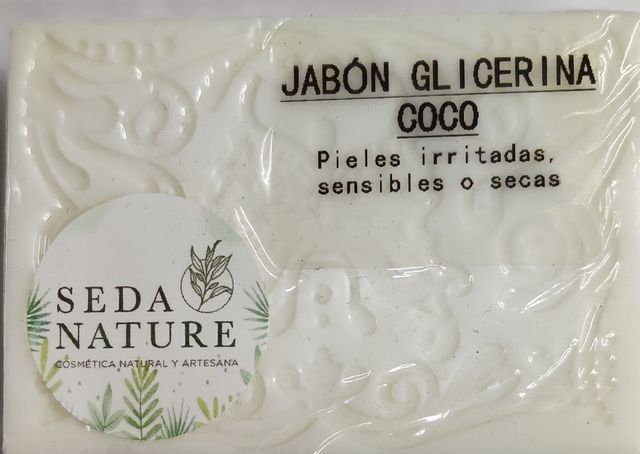 JABÓN GLICERINA
COCO
Pieles irritadas,
sensibles o secas
SEDA
NATURE
COSMÉTICA NATURAL Y ARTESANA